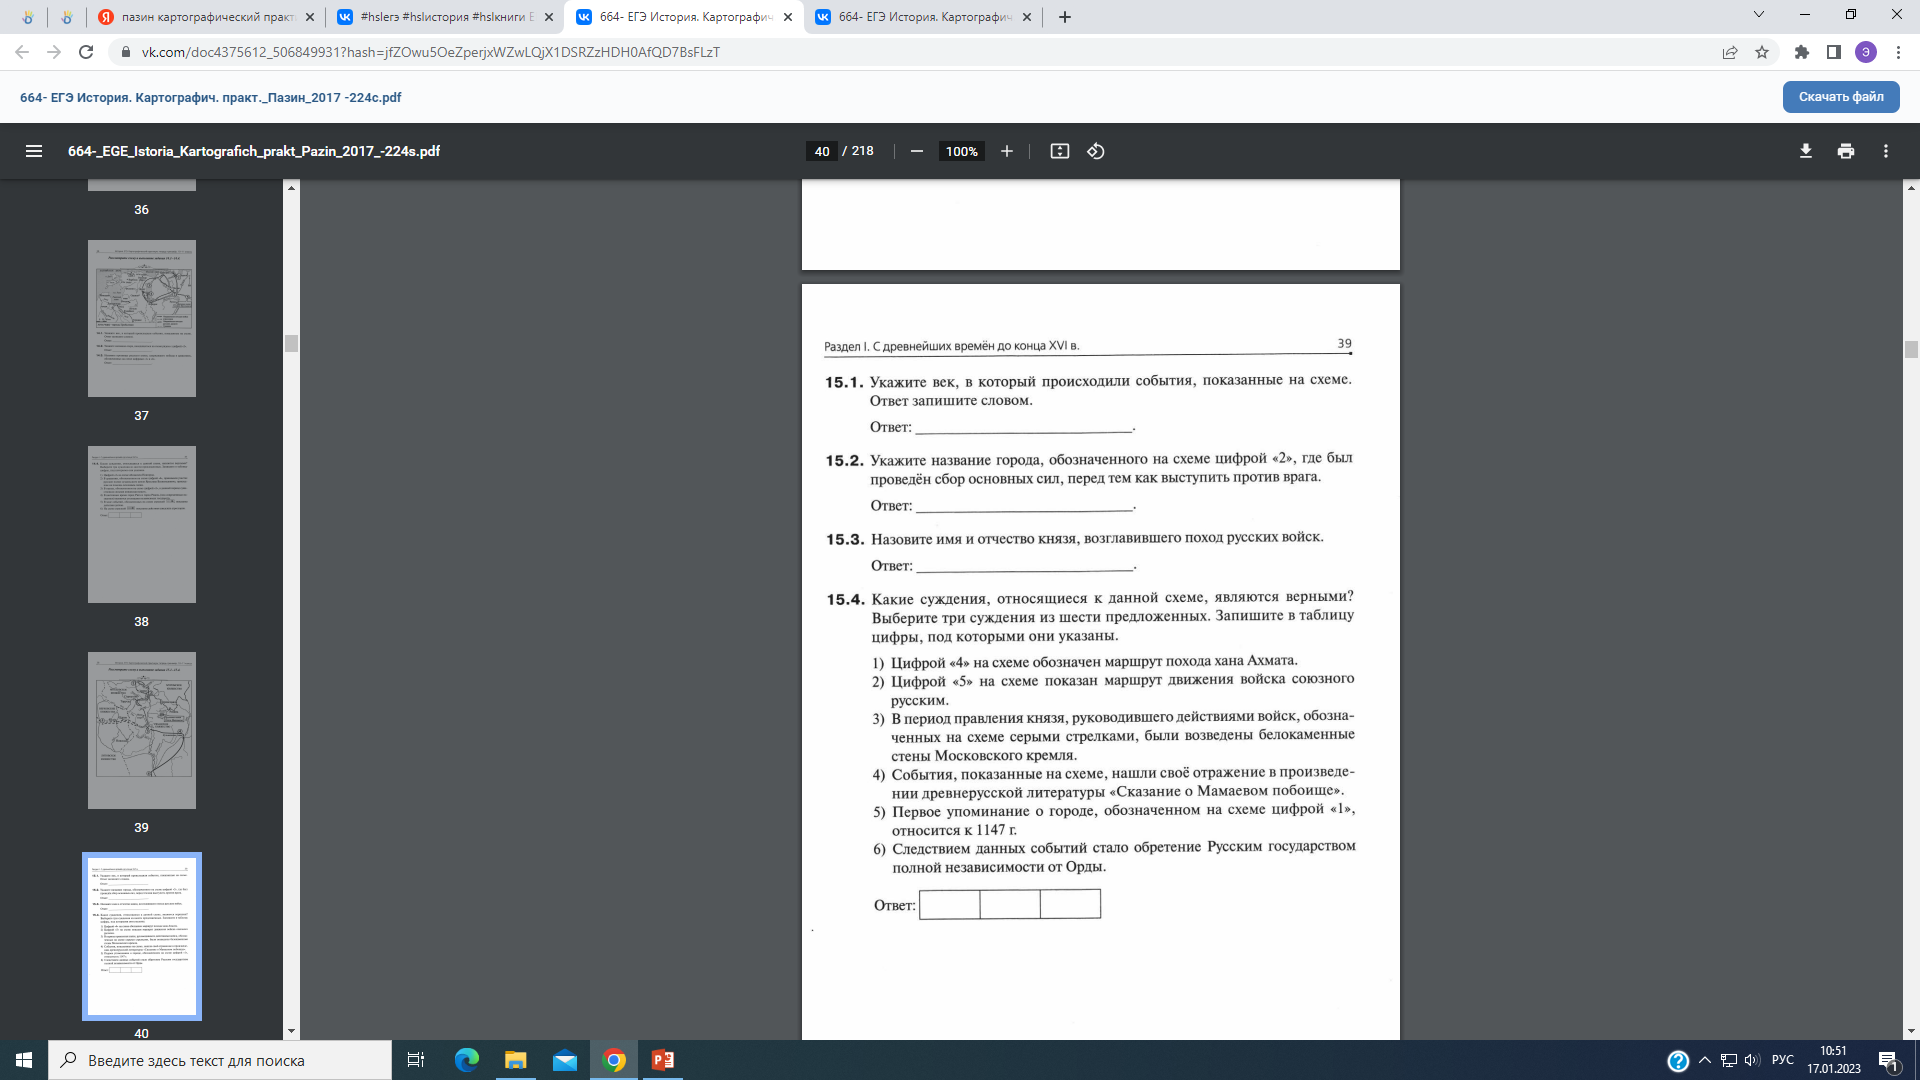 пазин картографический практ
#hslегэ #hslистория #hslкниги Е
664- ЕГЭ История. Картографич
664- ЕГЭ История. Картографич
vk.com/doc4375612_506849931?hash=jfZOwu5OeZperjxWZwLQjX1DSRZzHDH0AfQD7BsFLzT
Э
664- ЕГЭ История. Картографич. практ._Пазин_2017 -224с.pdf
Скачать файл
664-_EGE_Istoria_Kartografich_prakt_Pazin_2017_-224s.pdf
40 / 218
100%
36
37
38
39
40
Раздел I. С древнейших времён до конца XVI в. 39
15.1. Укажите век, в который происходили события, показанные на схеме.
Ответ запишите словом.
Ответ: ____________.
15.2. Укажите название города, обозначенного на схеме цифрой «2», где был
проведён сбор основных сил, перед тем как выступить против врага.
Ответ: ____________.
15.3. Назовите имя и отчество князя, возглавившего поход русских войск.
Ответ: ____________.
15.4. Какие суждения, относящиеся к данной схеме, являются верными?
Выберите три суждения из шести предложенных. Запишите в таблицу
цифры, под которыми они указаны.
1) Цифрой «4» на схеме обозначен маршрут похода хана Ахмата.
2) Цифрой «5» на схеме показан маршрут движения войска союзного
русским.
3) В период правления князя, руководившего действиями войск, обозна-
ченных на схеме серыми стрелками, были возведены белокаменные
стены Московского кремля.
4) События, показанные на схеме, нашли своё отражение в произведе-
нии древнерусской литературы «Сказание о Мамаевом побоище».
5) Первое упоминание о городе, обозначенном на схеме цифрой «1»,
относится к 1147 г.
6) Следствием данных событий стало обретение Русским государством
полной независимости от Орды.
Ответ:
Введите здесь текст для поиска
РУС
10:51
17.01.2023
1